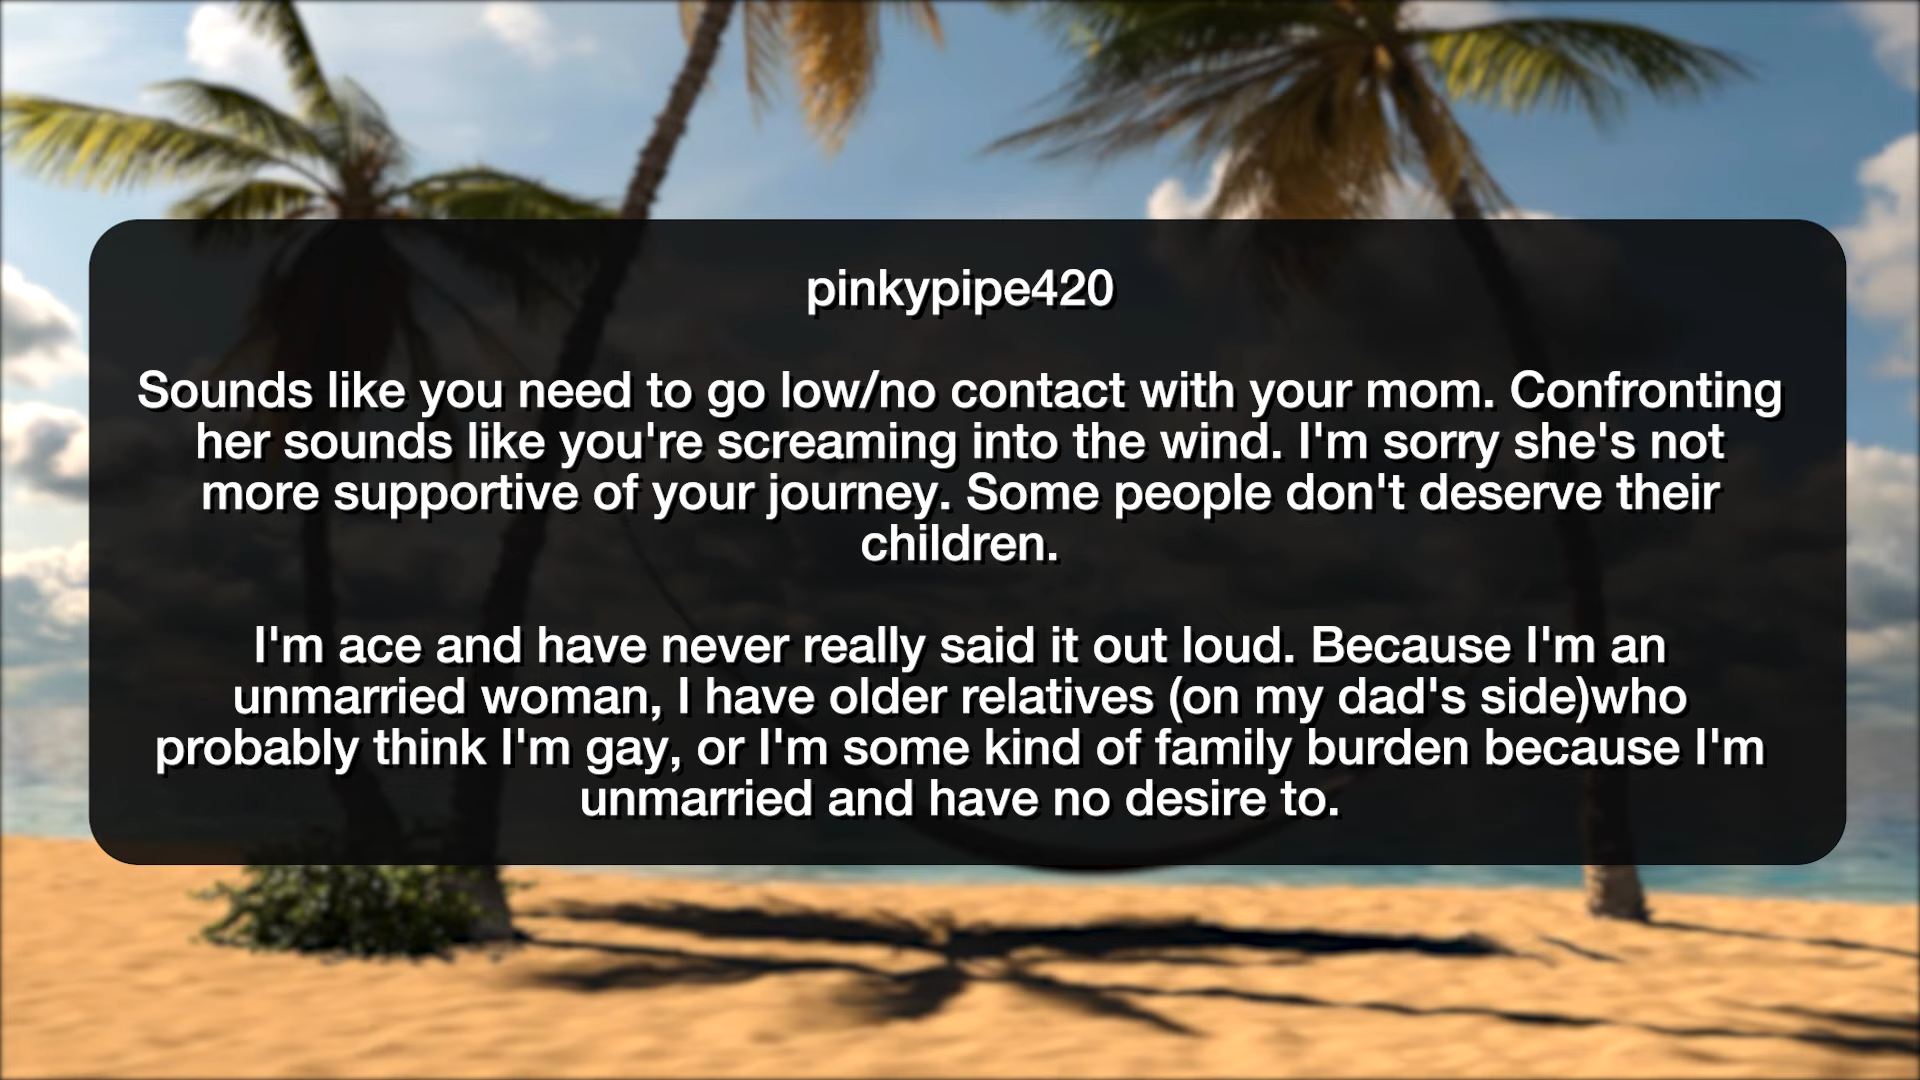 pinkypipe420
Sounds like you need to go low/no contact with your mom. Confronting
her sounds like you're screaming into the wind. I'm sorry she's not
more supportive of your journey. Some people don't deserve their
children.
I'm ace and have never really said it out loud. Because I'm an
unmarried woman, I have older relatives (on my dad's side)who
probably think I'm gay, or I'm some kind of family burden because I'm
unmarried and have no desire to.